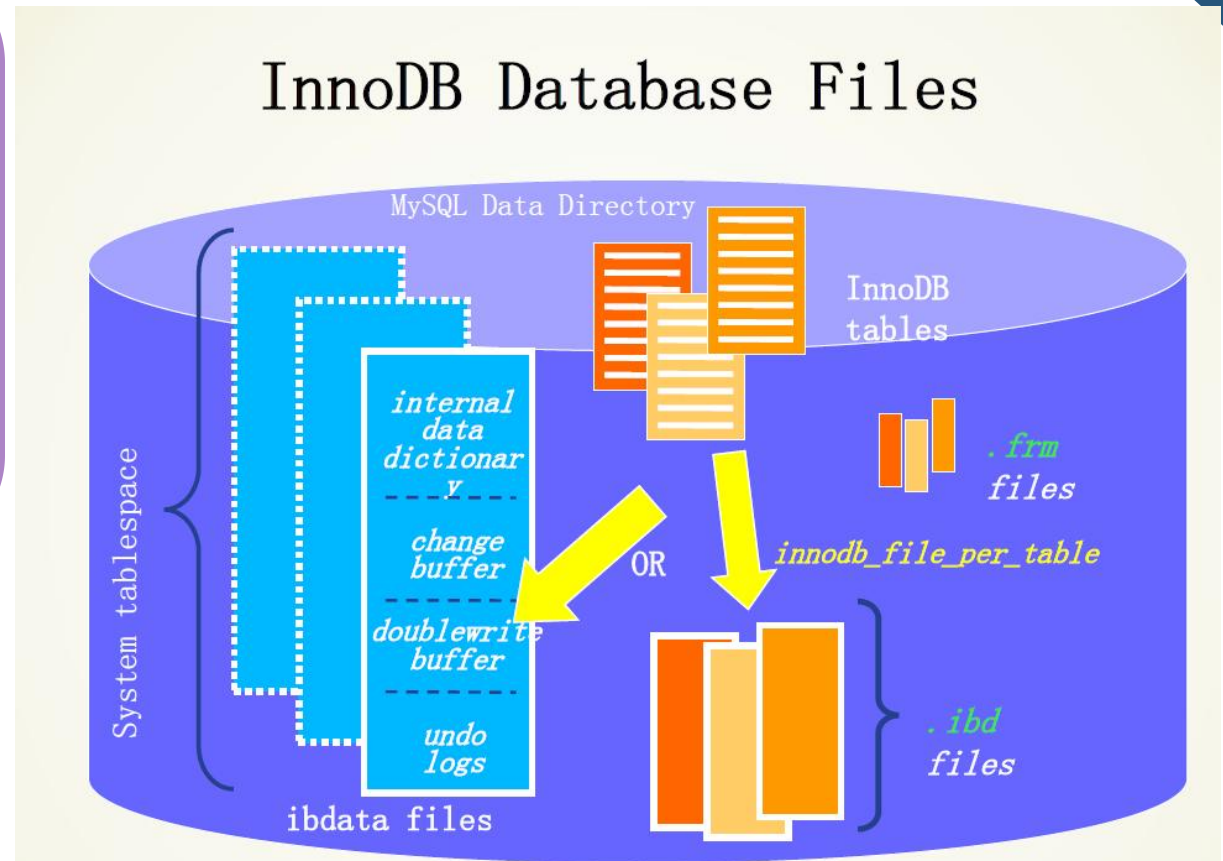 InnoDB Database Files
MySQL Data Directory
InnoDB
tables
System tablespace
internal
data
dictionar
y
change
buffer
doublewrite
buffer
undo
logs
ibdata files
OR
.frm
files
innodb_file_per_table
.ibd
files